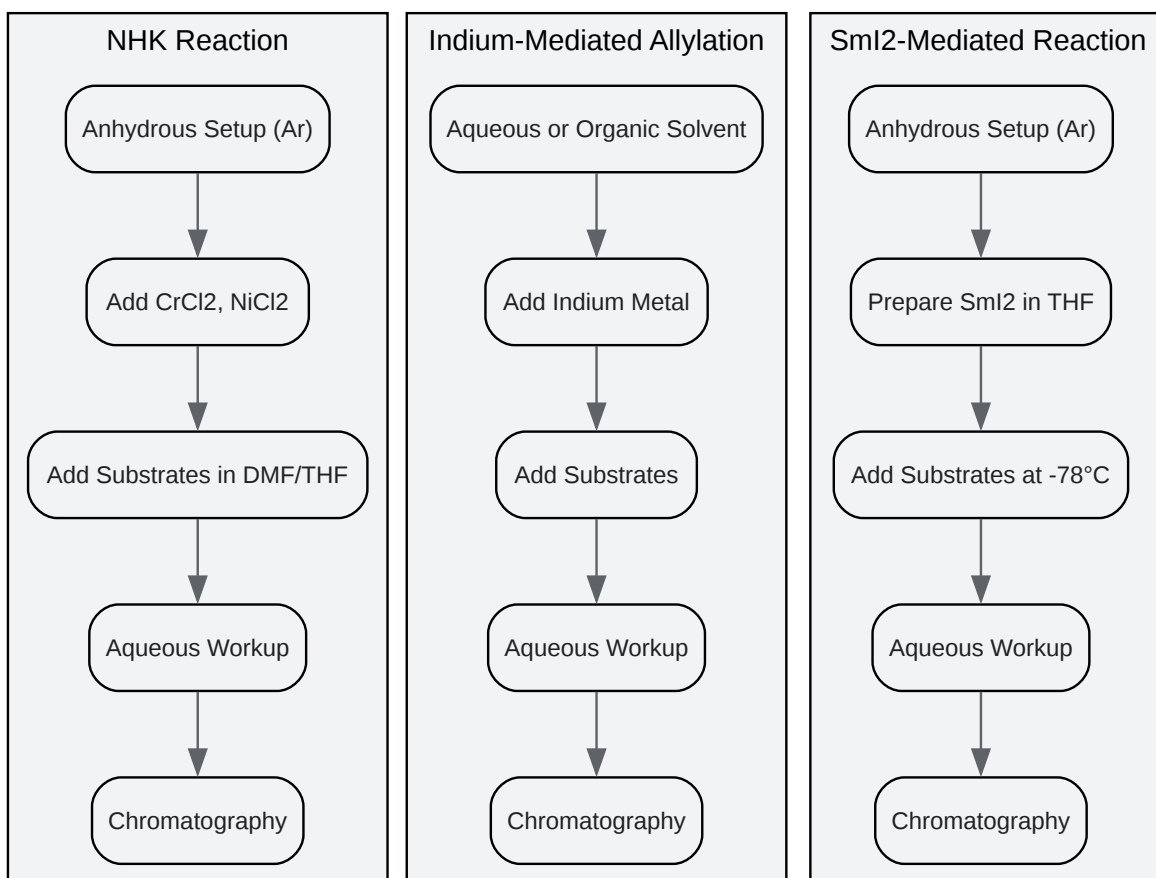 NHK Reaction
Anhydrous Setup (Ar)
Add CrCl2, NiCl2
Add Substrates in DMF/THF
Aqueous Workup
Chromatography
Indium-Mediated Allylation
Aqueous or Organic Solvent
Add Indium Metal
Add Substrates
Aqueous Workup
Chromatography
SmI2-Mediated Reaction
Anhydrous Setup (Ar)
Prepare SmI2 in THF
Add Substrates at -78°C
Aqueous Workup
Chromatography